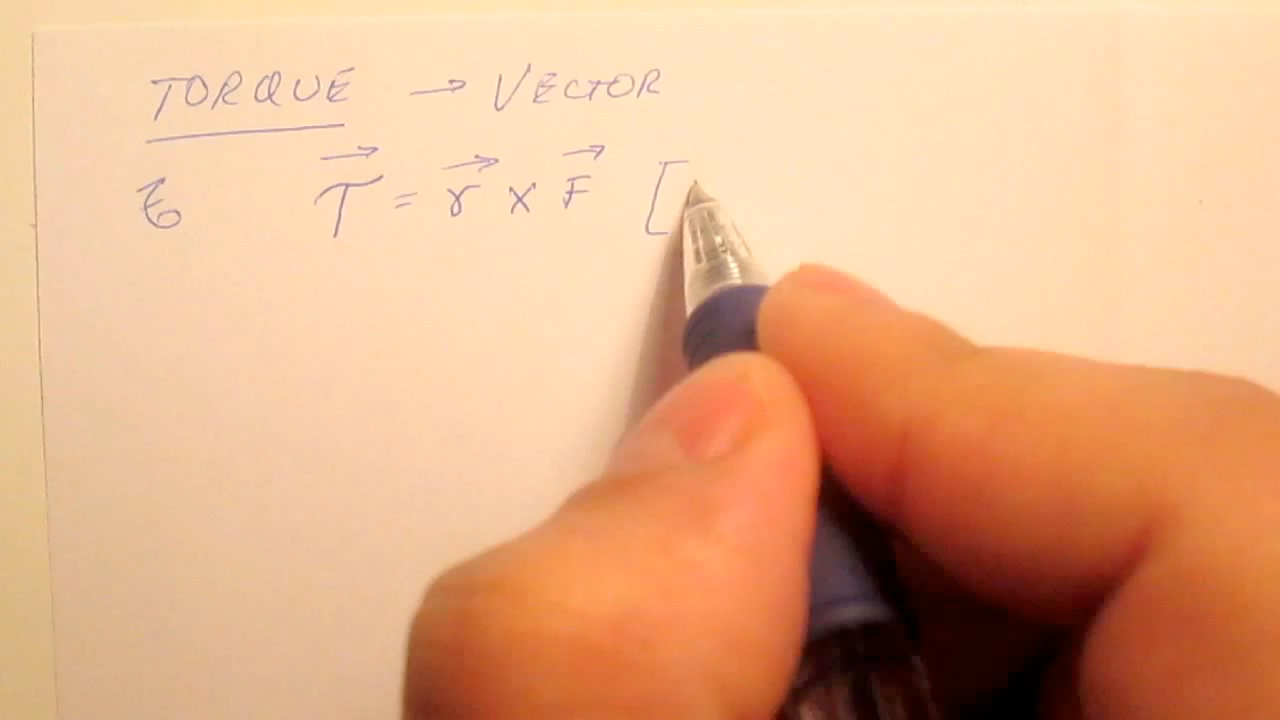 TORQUE → VECTOR
τ⃗ = r⃗ × F⃗ [